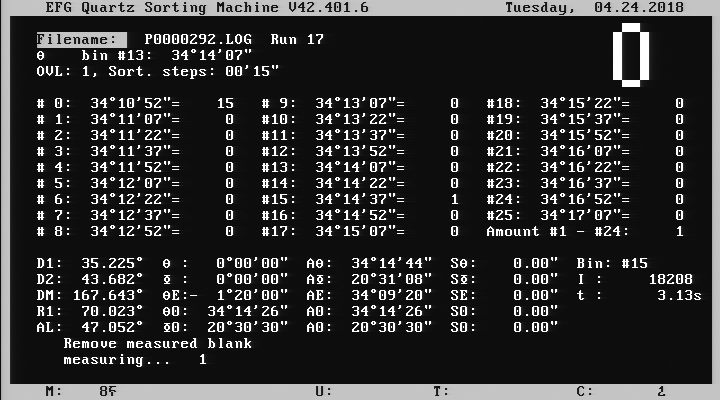 EFG Quartz Sorting Machine V42.401.6 Tuesday, 04.24.2018
Filename: P0000292.LOG Run 17
θ bin #13: 34°14'07"
OVL: 1, Sort. steps: 00'15"
0
# 0: 34°10'52"= 15 # 9: 34°13'07"= 0 #18: 34°15'22"= 0
# 1: 34°11'07"= 0 #10: 34°13'22"= 0 #19: 34°15'37"= 0
# 2: 34°11'22"= 0 #11: 34°13'37"= 0 #20: 34°15'52"= 0
# 3: 34°11'37"= 0 #12: 34°13'52"= 0 #21: 34°16'07"= 0
# 4: 34°11'52"= 0 #13: 34°14'07"= 0 #22: 34°16'22"= 0
# 5: 34°12'07"= 0 #14: 34°14'22"= 0 #23: 34°16'37"= 0
# 6: 34°12'22"= 0 #15: 34°14'37"= 1 #24: 34°16'52"= 0
# 7: 34°12'37"= 0 #16: 34°14'52"= 0 #25: 34°17'07"= 0
# 8: 34°12'52"= 0 #17: 34°15'07"= 0 Amount #1 - #24: 1
D1: 35.225° θ : 0°00'00" Aθ: 34°14'44" Sθ: 0.00" Bin: #15
D2: 43.682° Φ : 0°00'00" AΦ: 20°31'08" SΦ: 0.00" I : 18208
DM: 167.643° θE:- 1°20'00" AE: 34°09'20" SE: 0.00" t : 3.13s
R1: 70.023° θ0: 34°14'26" A0: 34°14'26" S0: 0.00"
AL: 47.052° Φ0: 20°30'30" A0: 20°30'30" S0: 0.00"
Remove measured blank
measuring... 1
M: U: T: C: